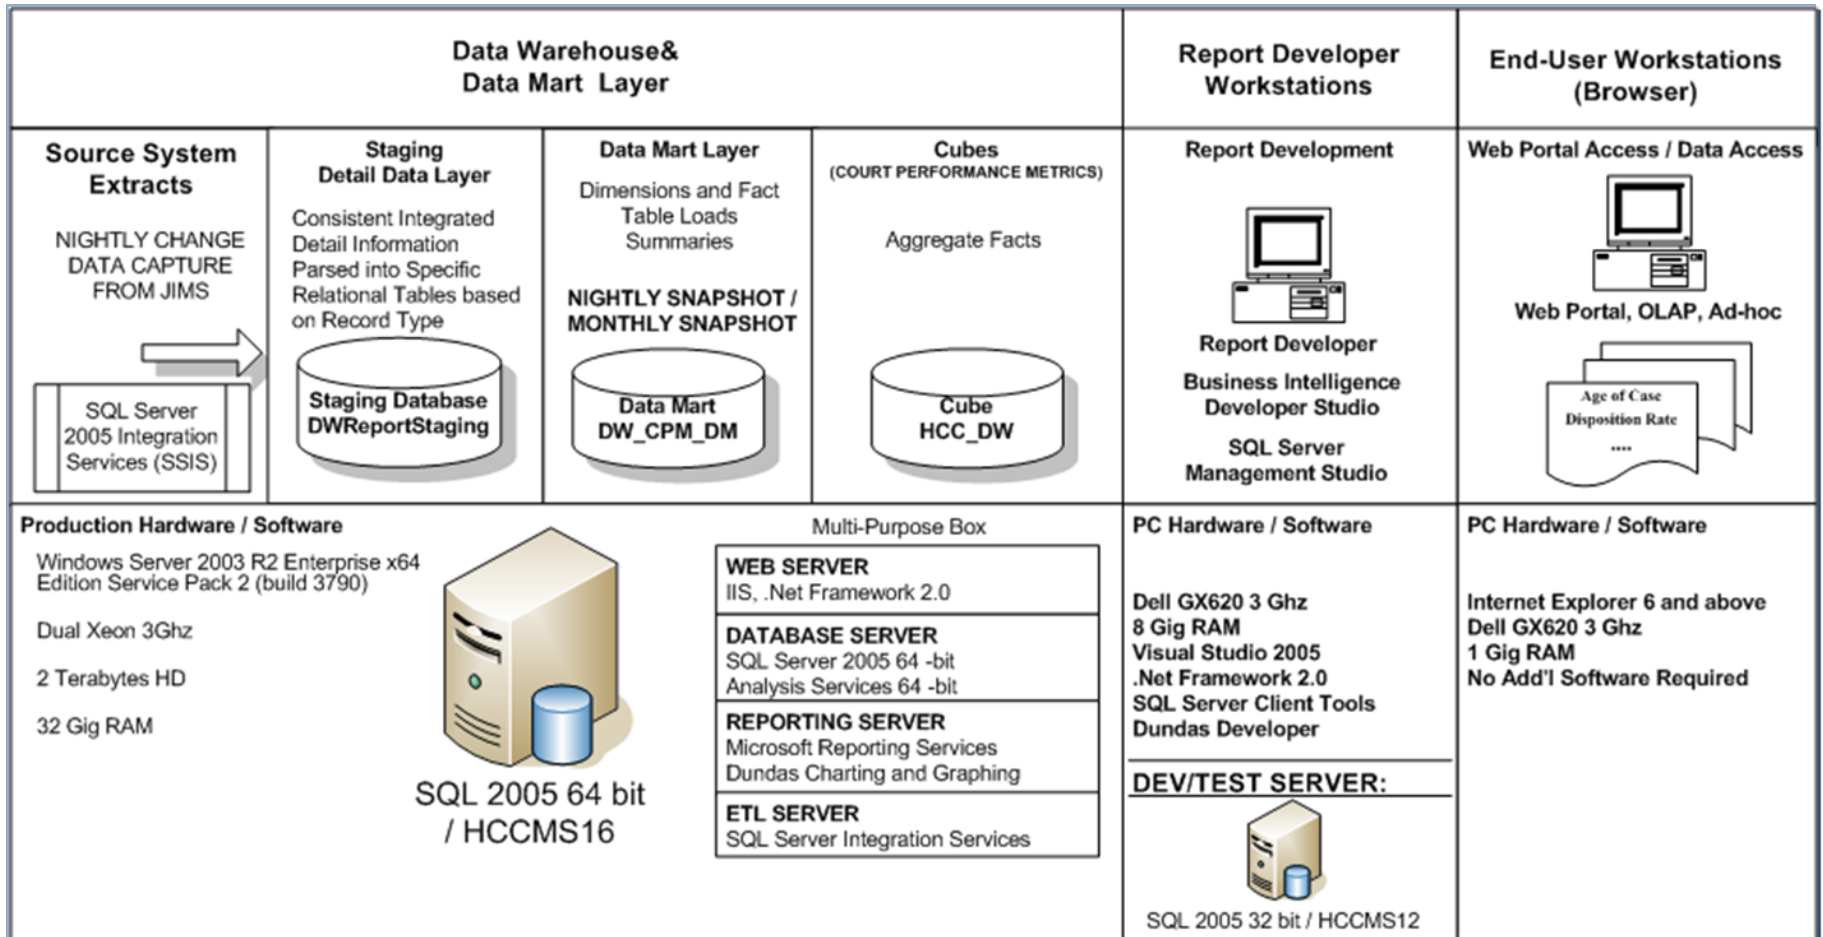 Data Warehouse&
Data Mart Layer
Report Developer
Workstations
End-User Workstations
(Browser)
Source System
Extracts
NIGHTLY CHANGE
DATA CAPTURE
FROM JIMS
SQL Server
2005 Integration
Services (SSIS)
Staging
Detail Data Layer
Consistent Integrated
Detail Information
Parsed into Specific
Relational Tables based
on Record Type
Staging Database
DWReportStaging
Data Mart Layer
Dimensions and Fact
Table Loads
Summaries
NIGHTLY SNAPSHOT /
MONTHLY SNAPSHOT
Data Mart
DW_CPM_DM
Cubes
(COURT PERFORMANCE METRICS)
Aggregate Facts
Cube
HCC_DW
Report Development
Report Developer
Business Intelligence
Developer Studio
SQL Server
Management Studio
Web Portal Access / Data Access
Web Portal, OLAP, Ad-hoc
Age of Case
Disposition Rate
....
Production Hardware / Software
Windows Server 2003 R2 Enterprise x64
Edition Service Pack 2 (build 3790)
Dual Xeon 3Ghz
2 Terabytes HD
32 Gig RAM
SQL 2005 64 bit
/ HCCMS16
Multi-Purpose Box
WEB SERVER
IIS, .Net Framework 2.0
DATABASE SERVER
SQL Server 2005 64 -bit
Analysis Services 64 -bit
REPORTING SERVER
Microsoft Reporting Services
Dundas Charting and Graphing
ETL SERVER
SQL Server Integration Services
PC Hardware / Software
Dell GX620 3 Ghz
8 Gig RAM
Visual Studio 2005
.Net Framework 2.0
SQL Server Client Tools
Dundas Developer
DEV/TEST SERVER:
SQL 2005 32 bit / HCCMS12
PC Hardware / Software
Internet Explorer 6 and above
Dell GX620 3 Ghz
1 Gig RAM
No Add'l Software Required